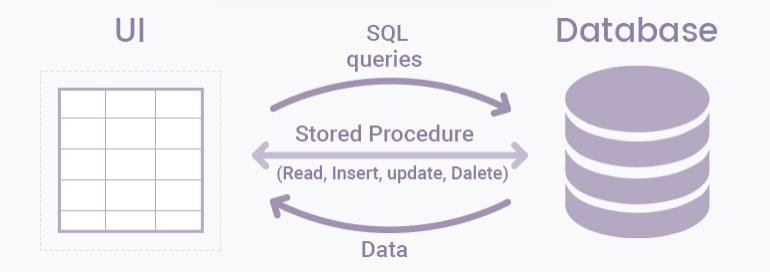 UI
SQL
queries
Database
Stored Procedure
(Read, Insert, update, Dalete)
Data